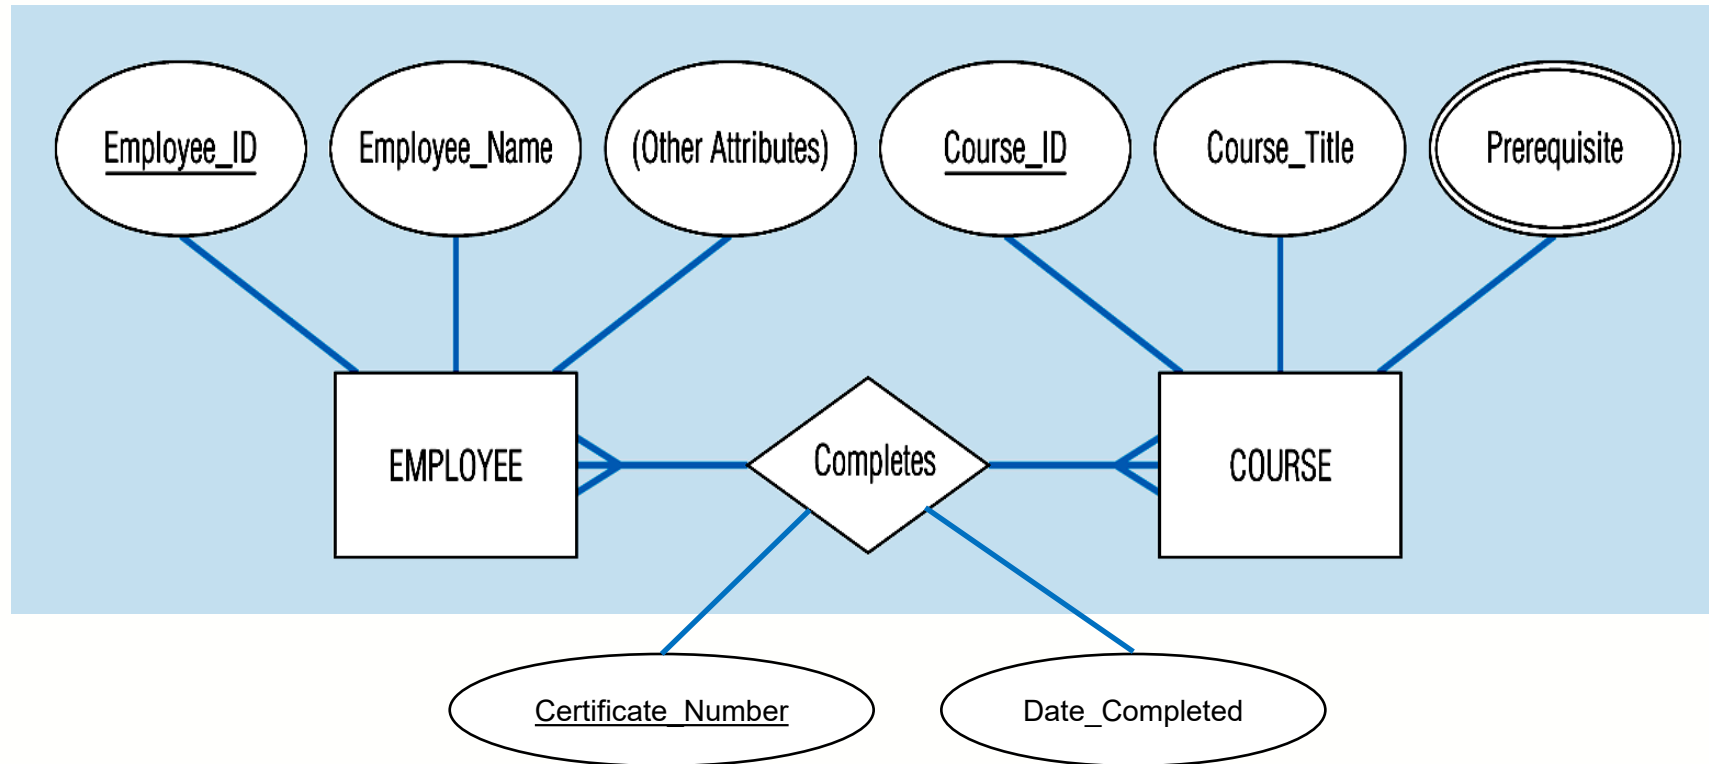 Employee_ID
Employee_Name
(Other Attributes)
Course_ID
Course_Title
Prerequisite
EMPLOYEE
Completes
COURSE
Certificate_Number
Date_Completed